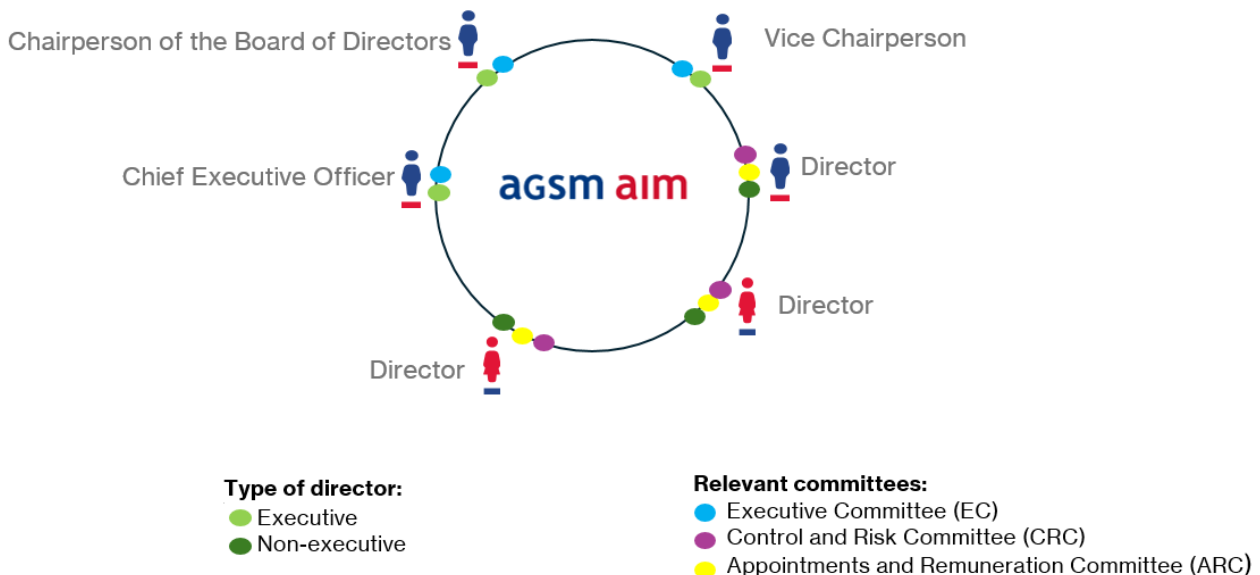 Chairperson of the Board of Directors
Vice Chairperson
Chief Executive Officer
agsm aim
Director
Director
Director
Type of director:
Executive
Non-executive
Relevant committees:
Executive Committee (EC)
Control and Risk Committee (CRC)
Appointments and Remuneration Committee (ARC)